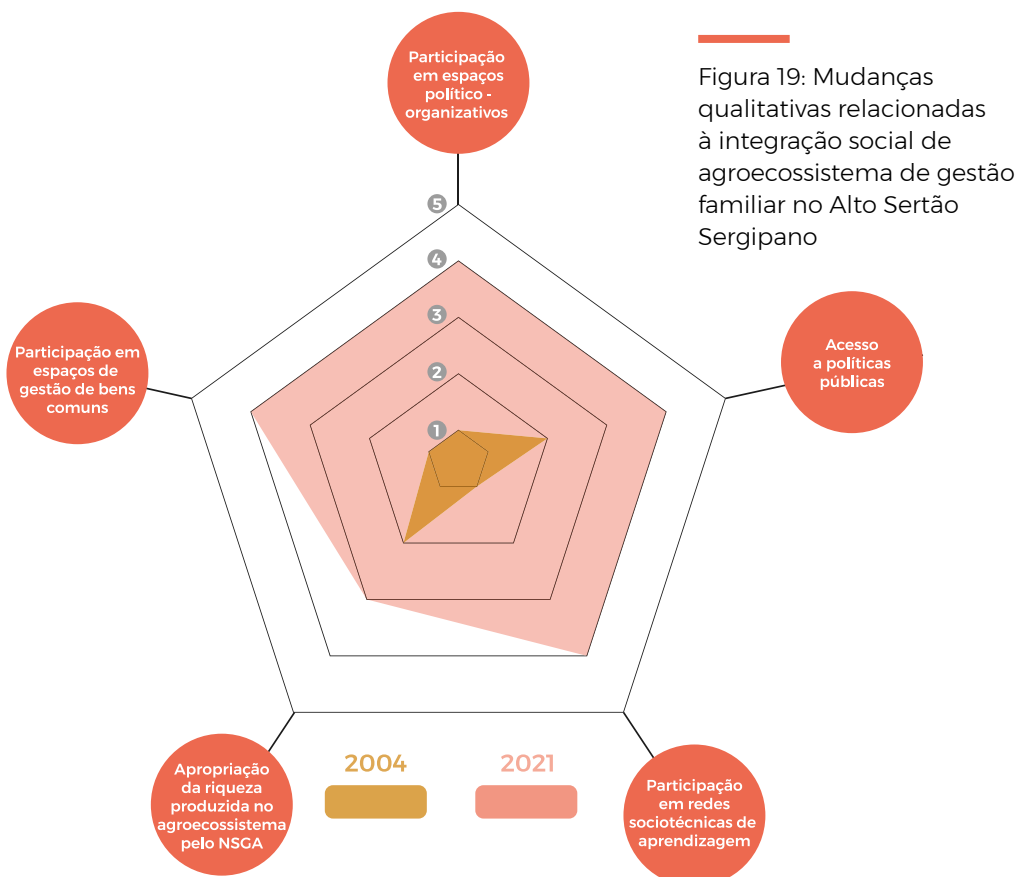 Participação
em espaços
político -
organizativos
Figura 19: Mudanças
qualitativas relacionadas
à integração social de
agroecossistema de gestão
familiar no Alto Sertão
Sergipano
5
4
3
2
1
Participação em
espaços de
gestão de bens
comuns
Acesso
a políticas
públicas
Apropriação
da riqueza
produzida no
agroecossistema
pelo NSGA
2004
2021
Participação
em redes
sociotécnicas de
aprendizagem